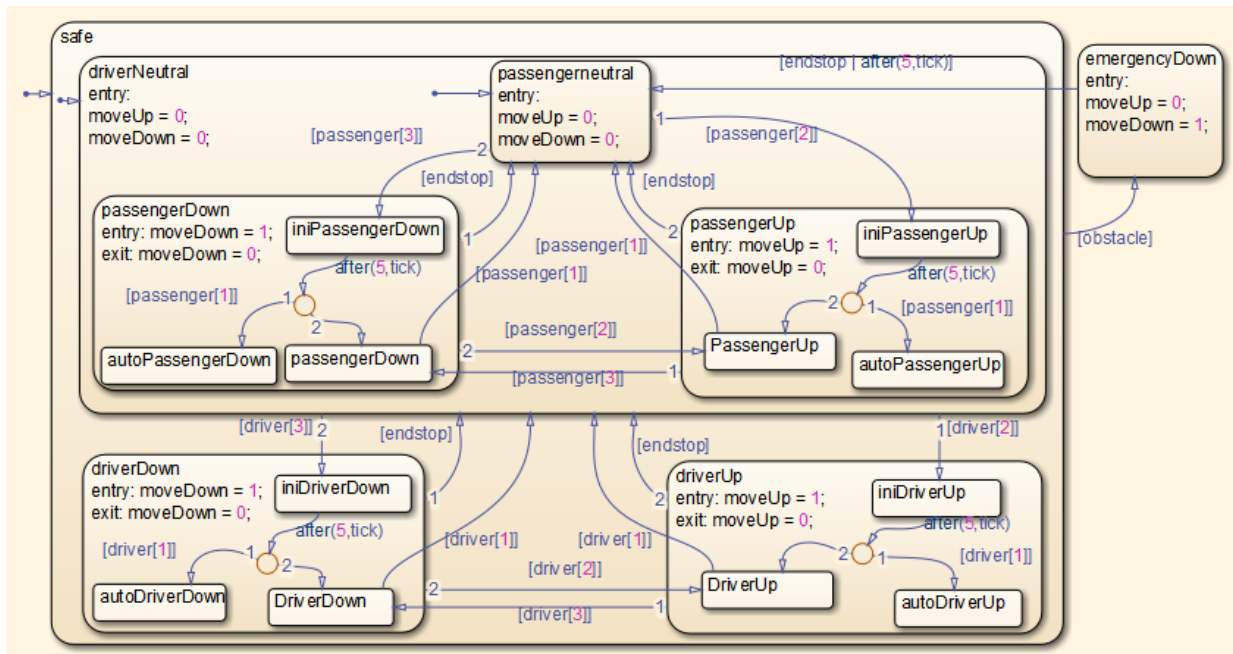 safe
driverNeutral
entry:
moveUp = 0;
moveDown = 0;
passengerneutral
entry:
moveUp = 0;
moveDown = 0;
[endstop | after(5,tick)]
emergencyDown
entry:
moveUp = 0;
moveDown = 1;
[obstacle]
[passenger[3]]
2
1
[passenger[2]]
[endstop]
[endstop]
passengerDown
entry: moveDown = 1;
exit: moveDown = 0;
iniPassengerDown
after(5,tick)
[passenger[1]]
1
2
autoPassengerDown
passengerDown
1
[passenger[1]]
[passenger[1]]
2
[passenger[2]]
[passenger[3]]
1
passengerUp
entry: moveUp = 1;
exit: moveUp = 0;
2
iniPassengerUp
after(5,tick)
2
1
[passenger[1]]
PassengerUp
autoPassengerUp
[driver[3]]
2
[endstop]
[endstop]
1
[driver[2]]
driverDown
entry: moveDown = 1;
exit: moveDown = 0;
iniDriverDown
after(5,tick)
[driver[1]]
1
2
autoDriverDown
DriverDown
1
[driver[1]]
[driver[1]]
2
[driver[2]]
[driver[3]]
1
driverUp
entry: moveUp = 1;
exit: moveUp = 0;
2
iniDriverUp
after(5,tick)
2
1
[driver[1]]
DriverUp
autoDriverUp